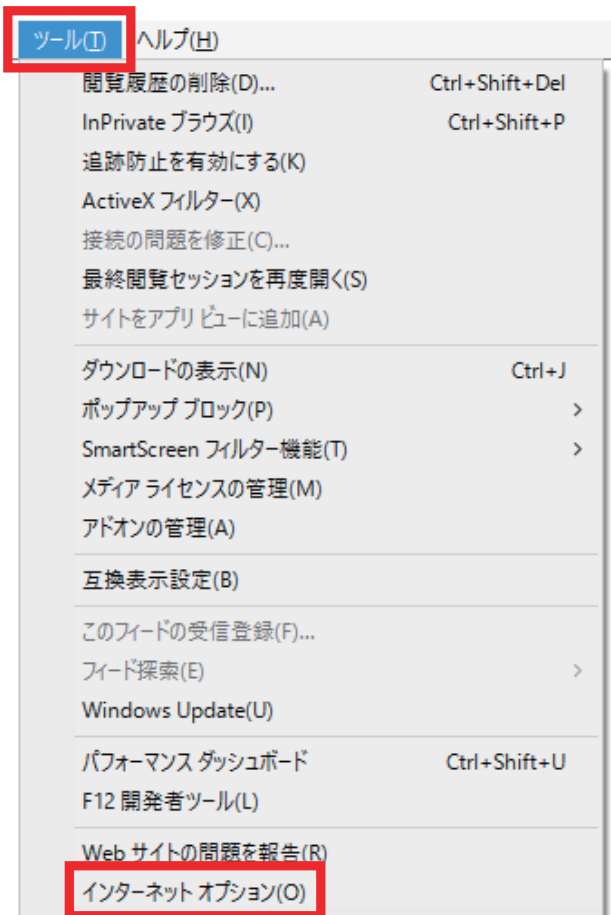 ツール(T) ヘルプ(H)
閲覧履歴の削除(D)... Ctrl+Shift+Del
InPrivate ブラウズ(I) Ctrl+Shift+P
追跡防止を有効にする(K)
ActiveX フィルター(X)
接続の問題を修正(C)...
最終閲覧セッションを再度開く(S)
サイトをアプリ ビューに追加(A)
ダウンロードの表示(N) Ctrl+J
ポップアップ ブロック(P) >
SmartScreen フィルター機能(T) >
メディア ライセンスの管理(M)
アドオンの管理(A)
互換表示設定(B)
このフィードの受信登録(F)...
フィード探索(E) >
Windows Update(U)
パフォーマンス ダッシュボード Ctrl+Shift+U
F12 開発者ツール(L)
Web サイトの問題を報告(R)
インターネット オプション(O)